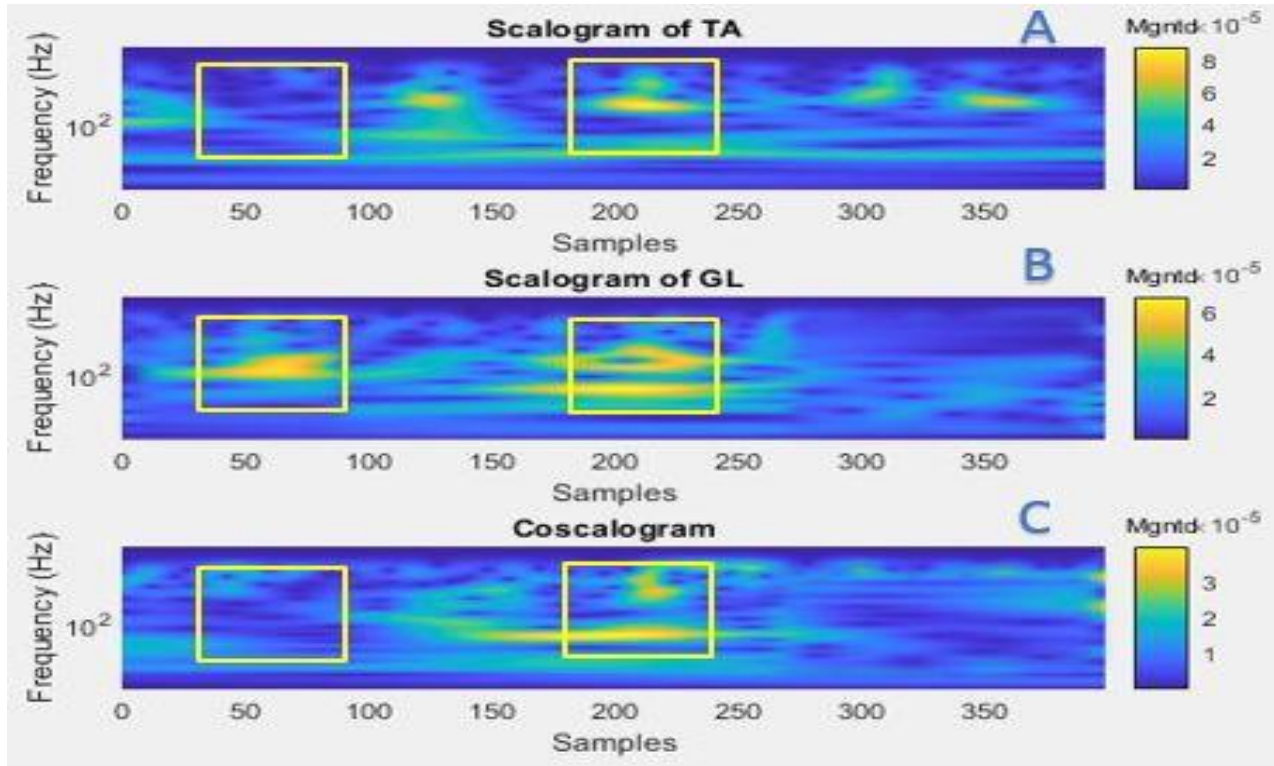 Scalogram of TA
A
Mgntd× 10-5
Frequency (Hz)
102
8
6
4
2
0 50 100 150 200 250 300 350
Samples
Scalogram of GL
B
Mgntd× 10-5
Frequency (Hz)
102
6
4
2
0 50 100 150 200 250 300 350
Samples
Coscalogram
C
Mgntd× 10-5
Frequency (Hz)
102
3
2
1
0 50 100 150 200 250 300 350
Samples